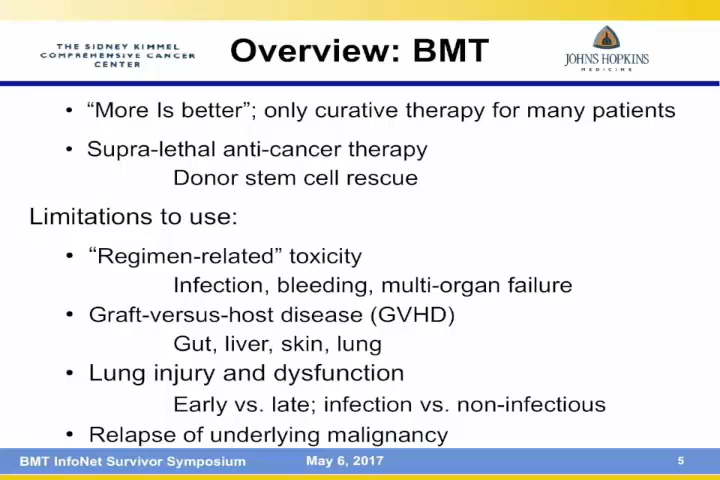 THE SIDNEY KIMMEL
COMPREHENSIVE CANCER
CENTER
Overview: BMT
JOHNS HOPKINS
MEDICINE
• “More Is better”; only curative therapy for many patients
• Supra-lethal anti-cancer therapy
Donor stem cell rescue
Limitations to use:
• “Regimen-related” toxicity
Infection, bleeding, multi-organ failure
• Graft-versus-host disease (GVHD)
Gut, liver, skin, lung
• Lung injury and dysfunction
Early vs. late; infection vs. non-infectious
• Relapse of underlying malignancy
BMT InfoNet Survivor Symposium May 6, 2017 5